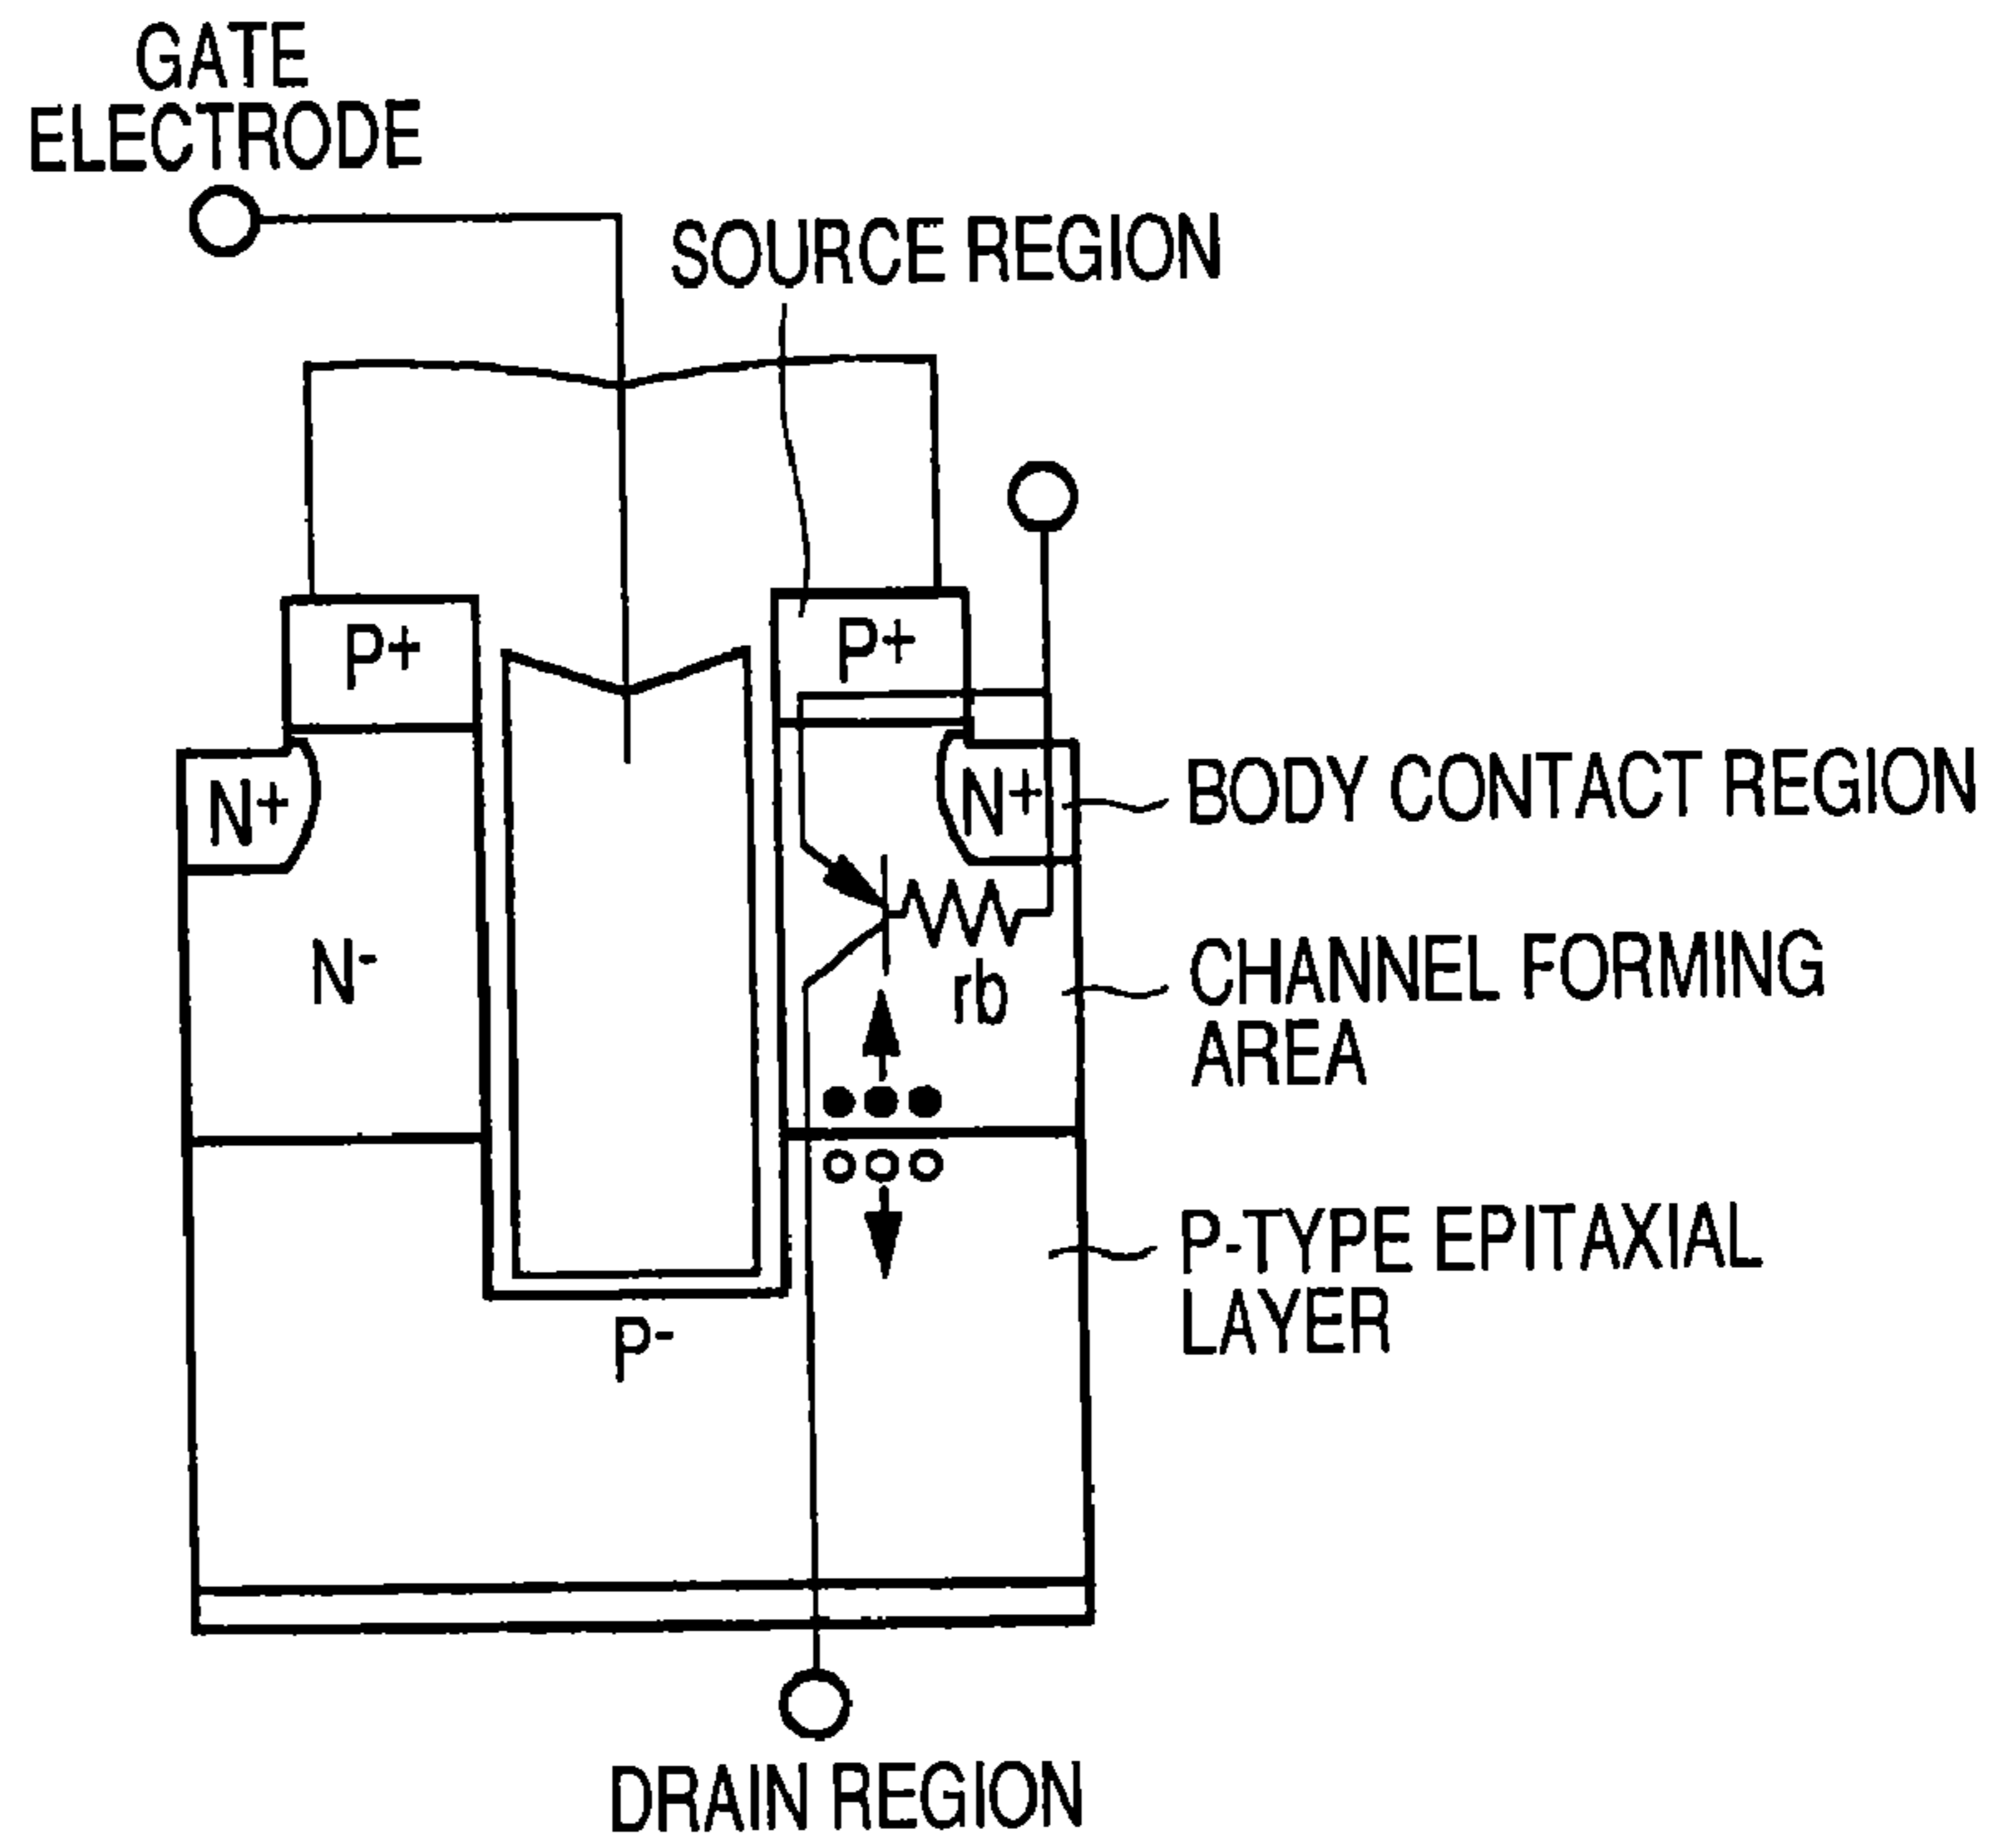 GATE
ELECTRODE
SOURCE REGION
P+
P+
N+
N+
BODY CONTACT REGION
N-
rb
CHANNEL FORMING
AREA
P-TYPE EPITAXIAL
LAYER
P-
DRAIN REGION